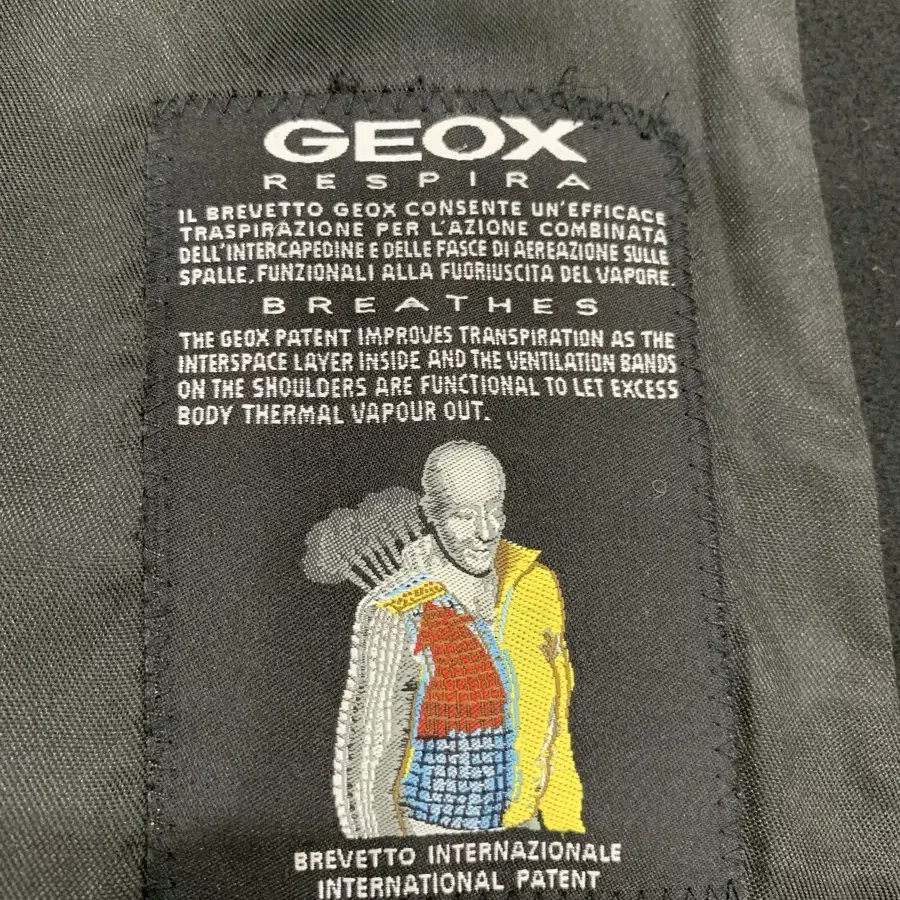 GEOX
RESPIRA
IL BREVETTO GEOX CONSENTE UN'EFFICACE
TRASPIRAZIONE PER L'AZIONE COMBINATA
DELL'INTERCAPEDINE E DELLE FASCE DI AEREAZIONE SULLE
SPALLE, FUNZIONALI ALLA FUORIUSCITA DEL VAPORE.
BREATHES
THE GEOX PATENT IMPROVES TRANSPIRATION AS THE
INTERSPACE LAYER INSIDE AND THE VENTILATION BANDS
ON THE SHOULDERS ARE FUNCTIONAL TO LET EXCESS
BODY THERMAL VAPOUR OUT.
BREVETTO INTERNAZIONALE
INTERNATIONAL PATENT